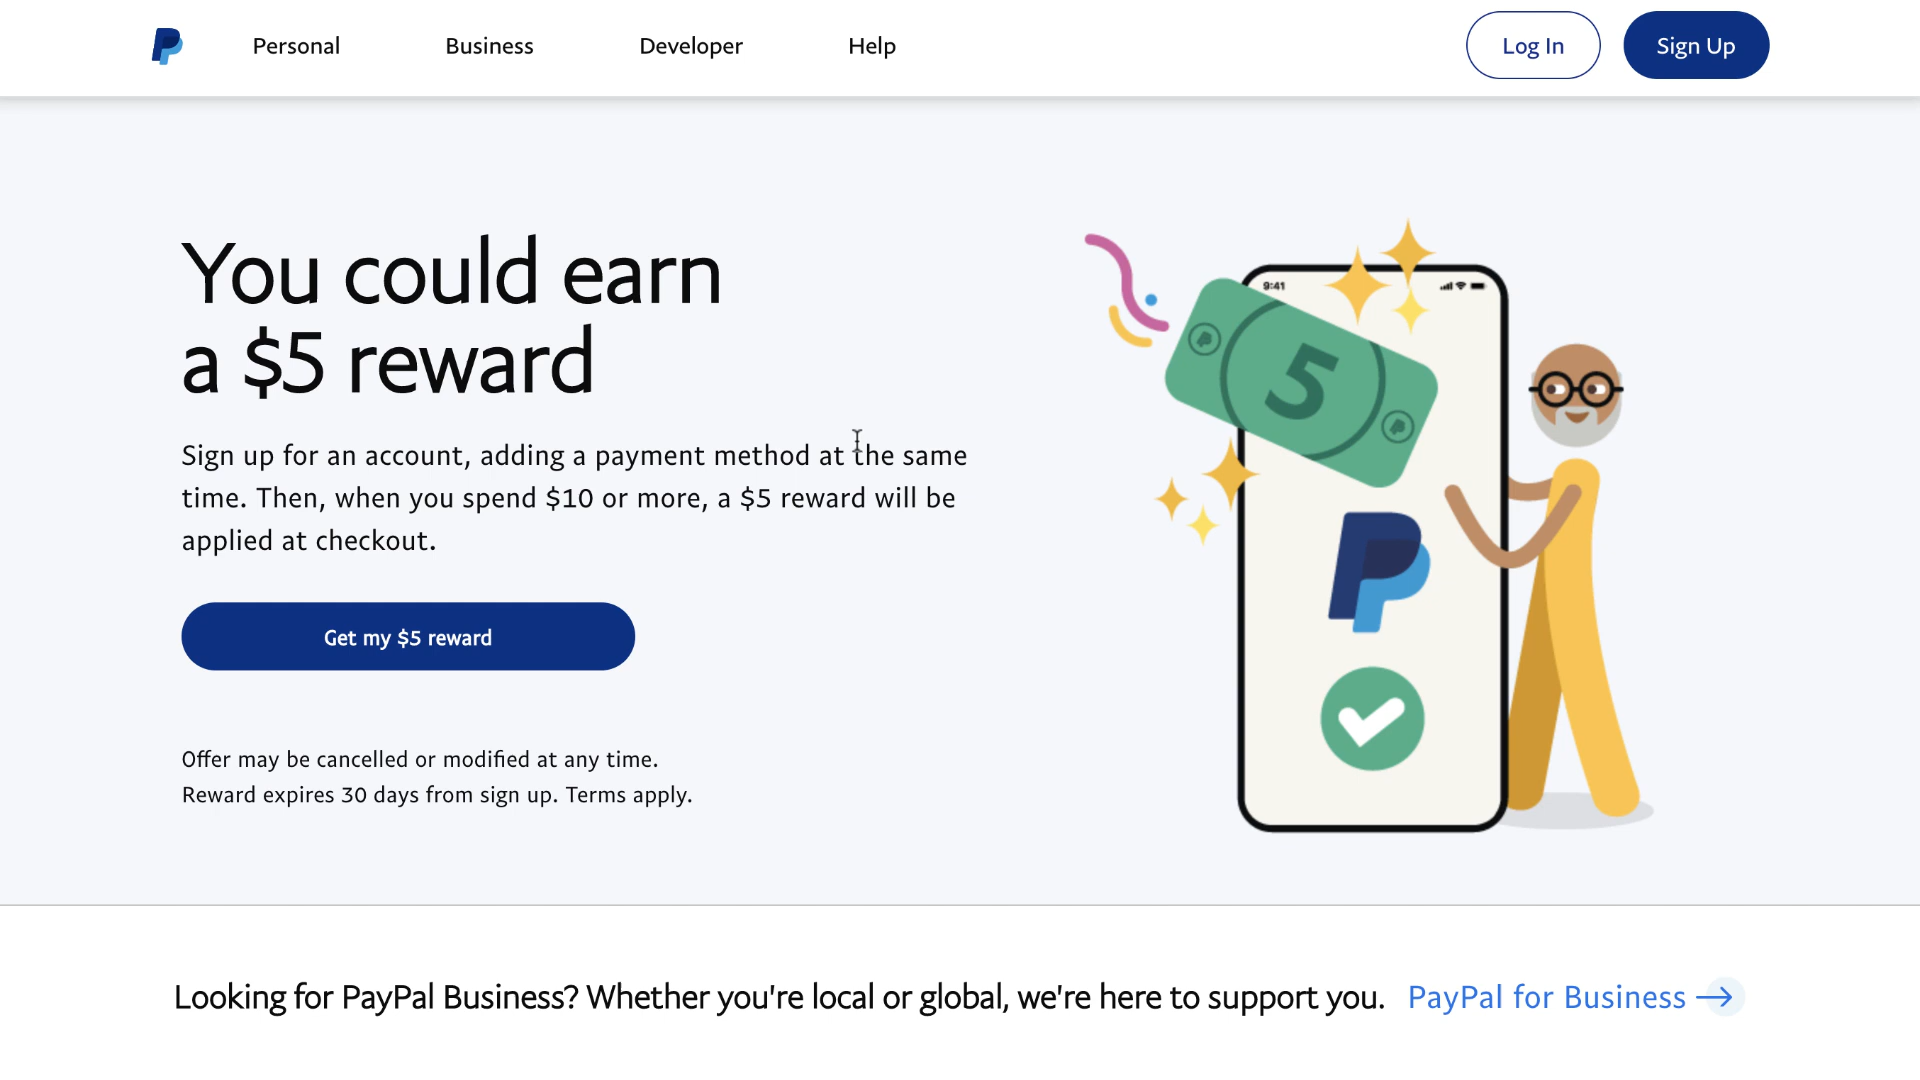 Personal Business Developer Help Log In Sign Up
You could earn
a $5 reward
Sign up for an account, adding a payment method at the same
time. Then, when you spend $10 or more, a $5 reward will be
applied at checkout.
Get my $5 reward
Offer may be cancelled or modified at any time.
Reward expires 30 days from sign up. Terms apply.
9:41
5
Looking for PayPal Business? Whether you're local or global, we're here to support you. PayPal for Business